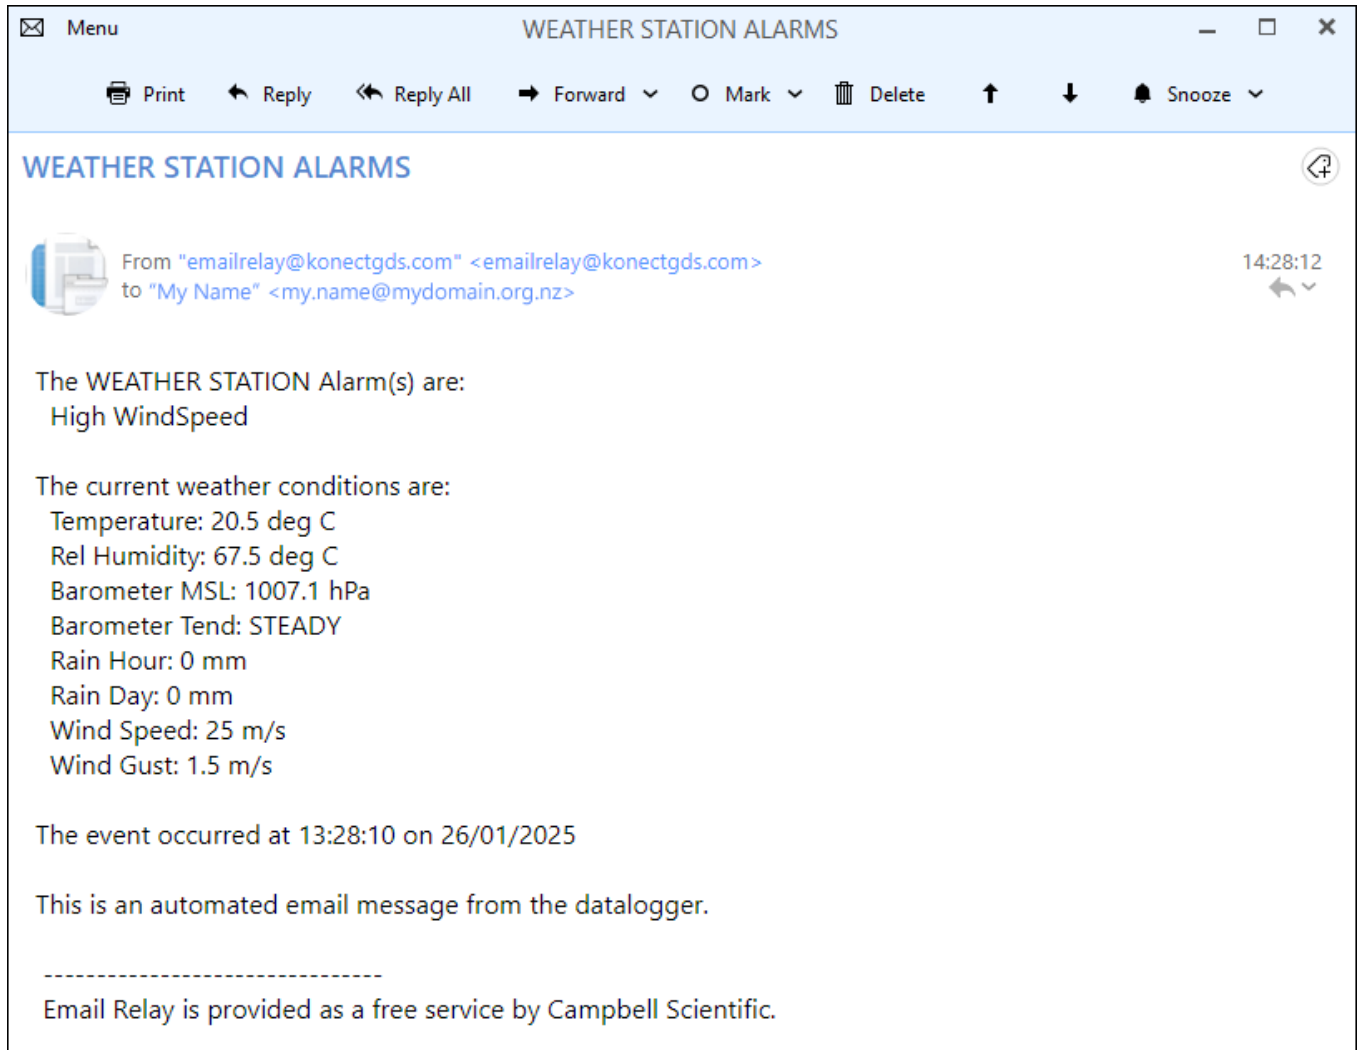 Menu
WEATHER STATION ALARMS
Print Reply Reply All Forward Mark Delete Snooze
WEATHER STATION ALARMS
From "emailrelay@konectgds.com" <emailrelay@konectgds.com>
14:28:12
to "My Name" <my.name@mydomain.org.nz>
The WEATHER STATION Alarm(s) are:
High WindSpeed
The current weather conditions are:
Temperature: 20.5 deg C
Rel Humidity: 67.5 deg C
Barometer MSL: 1007.1 hPa
Barometer Tend: STEADY
Rain Hour: 0 mm
Rain Day: 0 mm
Wind Speed: 25 m/s
Wind Gust: 1.5 m/s
The event occurred at 13:28:10 on 26/01/2025
This is an automated email message from the datalogger.
--------------------------------
Email Relay is provided as a free service by Campbell Scientific.